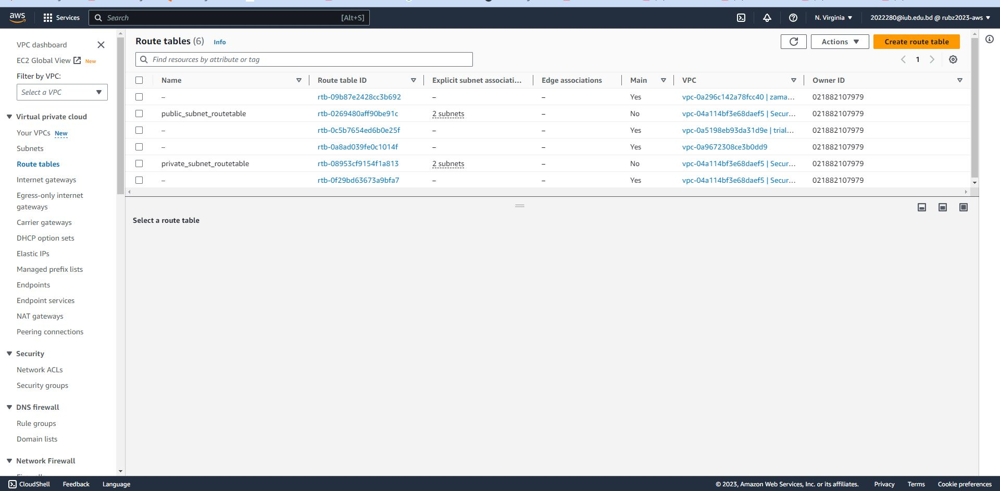 aws
Services
Search
[Alt+S]
N. Virginia
2022280@iub.edu.bd @ rubz2023-aws
VPC dashboard
EC2 Global View New
Filter by VPC:
Select a VPC
Virtual private cloud
Your VPCs New
Subnets
Route tables
Internet gateways
Egress-only internet
gateways
Carrier gateways
DHCP option sets
Elastic IPs
Managed prefix lists
Endpoints
Endpoint services
NAT gateways
Peering connections
Security
Network ACLs
Security groups
DNS firewall
Rule groups
Domain lists
Network Firewall
Route tables (6) Info
Actions
Create route table
Find resources by attribute or tag
1
Name Route table ID Explicit subnet associati... Edge associations Main VPC Owner ID
– rtb-09b87e2428cc3b692 – – Yes vpc-0a296c142a78fcc40 | zama... 021882107979
public_subnet_routetable rtb-0269480aff90be91c 2 subnets – No vpc-04a114bf3e68daef5 | Secur... 021882107979
– rtb-0c5b7654ed6b0e25f – – Yes vpc-0a5198eb93da31d9e | trial... 021882107979
– rtb-0a8ad039fe0c1014f – – Yes vpc-0a9672308ce3b0dd9 021882107979
private_subnet_routetable rtb-08953cf9154f1a813 2 subnets – No vpc-04a114bf3e68daef5 | Secur... 021882107979
– rtb-0f29bd63673a9bfa7 – – Yes vpc-04a114bf3e68daef5 | Secur... 021882107979
Select a route table
CloudShell Feedback Language
© 2023, Amazon Web Services, Inc. or its affiliates. Privacy Terms Cookie preferences